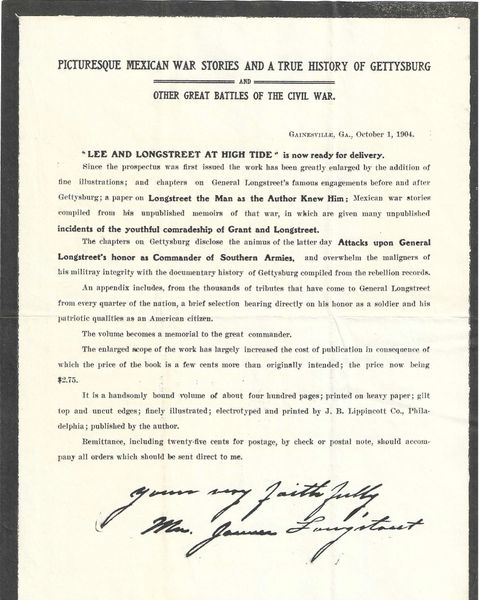 PICTURESQUE MEXICAN WAR STORIES AND A TRUE HISTORY OF GETTYSBURG
AND
OTHER GREAT BATTLES OF THE CIVIL WAR.
GAINESVILLE, GA., October 1, 1904.
"LEE AND LONGSTREET AT HIGH TIDE" is now ready for delivery.
Since the prospectus was first issued the work has been greatly enlarged by the addition of
fine illustrations; and chapters on General Longstreet's famous engagements before and after
Gettysburg; a paper on Longstreet the Man as the Author Knew Him; Mexican war stories
compiled from his unpublished memoirs of that war, in which are given many unpublished
incidents of the youthful comradeship of Grant and Longstreet.
The chapters on Gettysburg disclose the animus of the latter day Attacks upon General
Longstreet's honor as Commander of Southern Armies, and overwhelm the maligners of
his militray integrity with the documentary history of Gettysburg compiled from the rebellion records.
An appendix includes, from the thousands of tributes that have come to General Longstreet
from every quarter of the nation, a brief selection bearing directly on his honor as a soldier and his
patriotic qualities as an American citizen.
The volume becomes a memorial to the great commander.
The enlarged scope of the work has largely increased the cost of publication in consequence of
which the price of the book is a few cents more than originally intended; the price now being
$2.75.
It is a handsomly bound volume of about four hundred pages; printed on heavy paper; gilt
top and uncut edges; finely illustrated; electrotyped and printed by J. B. Lippincott Co., Phila-
delphia; published by the author.
Remittance, including twenty-five cents for postage, by check or postal note, should accom-
pany all orders which should be sent direct to me.
Yours very faithfully
Mrs. James Longstreet